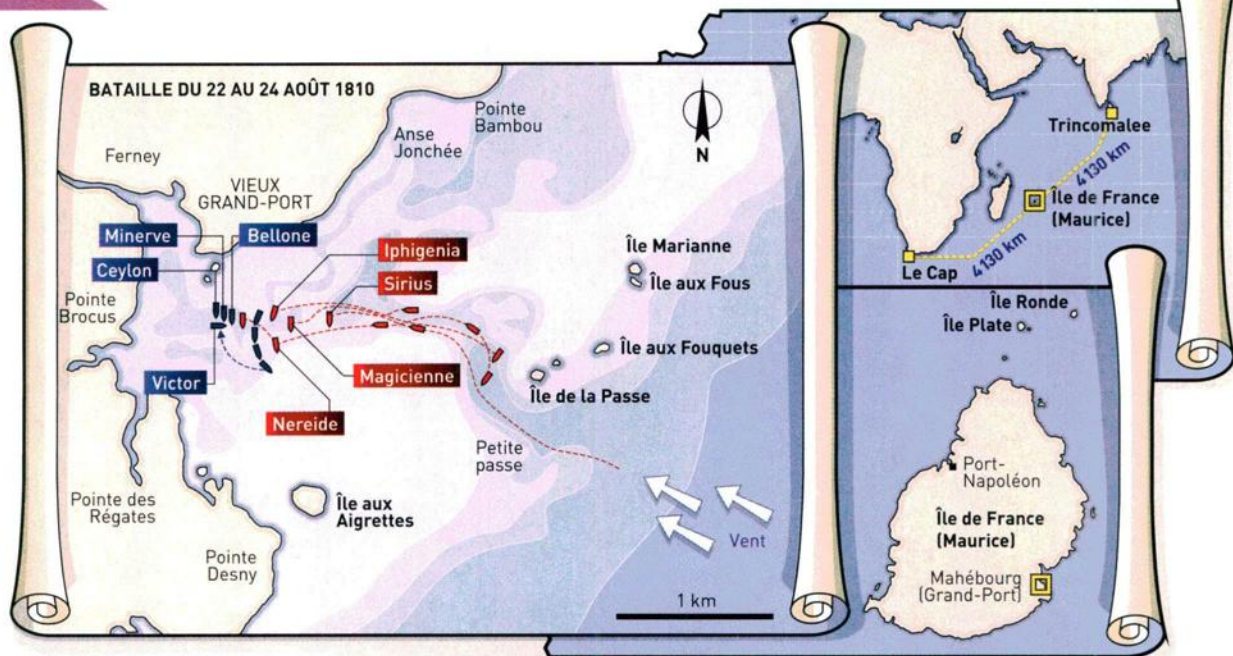 BATAILLE DU 22 AU 24 AOÛT 1810
Pointe
Bambou
Anse
Jonchée
N
Ferney
VIEUX
GRAND-PORT
Minerve
Bellone
Ceylon
Iphigenia
Sirius
Île Marianne
Île aux Fous
Pointe
Brocus
Île aux Fouquets
Victor
Magicienne
Île de la Passe
Nereide
Petite
passe
Pointe des
Régates
Île aux
Aigrettes
Vent
Pointe
Desny
1 km
Trincomalee
4130 km
Île de France
(Maurice)
4130 km
Le Cap
Île Ronde
Île Plate
Port-
Napoléon
Île de France
(Maurice)
Mahébourg
(Grand-Port)